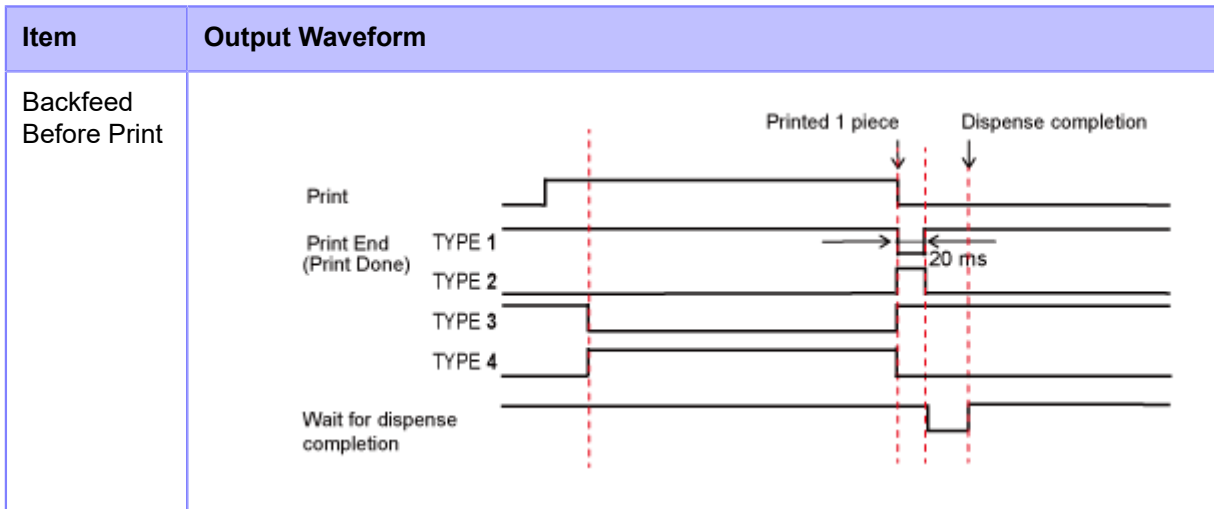 Item
Output Waveform
Backfeed
Before Print
Printed 1 piece
Dispense completion
Print
Print End
(Print Done)
TYPE 1
20 ms
TYPE 2
TYPE 3
TYPE 4
Wait for dispense
completion